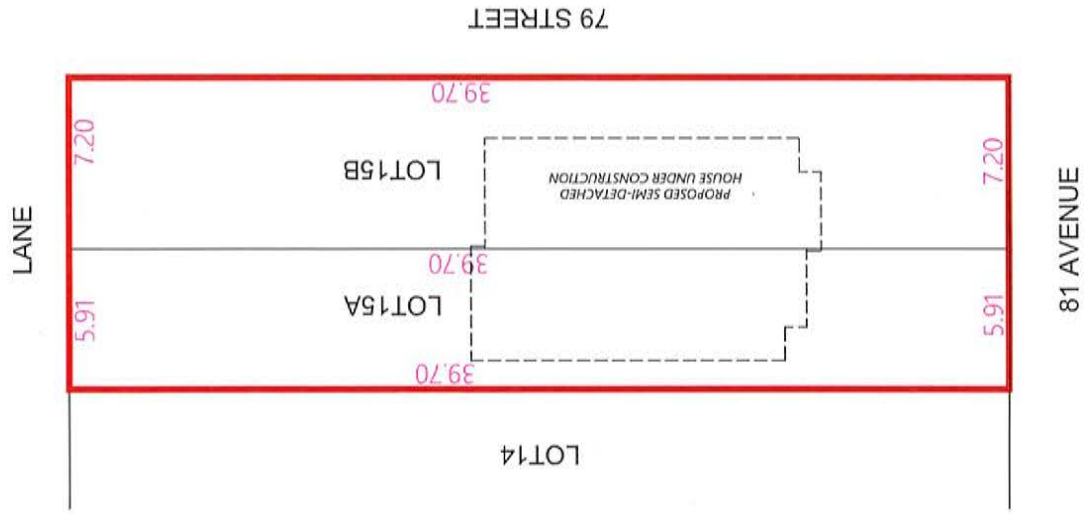 79 STREET
39.70
7.20
7.20
LOT15B
PROPOSED SEMI-DETACHED
HOUSE UNDER CONSTRUCTION
LANE
81 AVENUE
39.70
5.91
5.91
LOT15A
39.70
LOT14